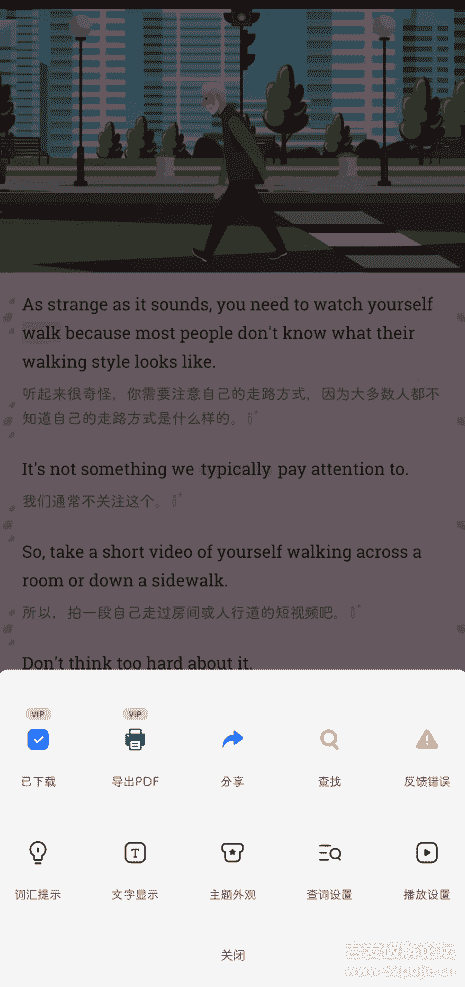 As strange as it sounds, you need to watch yourself
walk because most people don't know what their
walking style looks like.
听起来很奇怪，你需要注意自己的走路方式，因为大多数人都不
知道自己的走路方式是什么样的。
It's not something we typically pay attention to.
我们通常不关注这个。
So, take a short video of yourself walking across a
room or down a sidewalk.
所以，拍一段自己走过房间或人行道的短视频吧。
Don't think too hard about it.
VIP VIP
已下载 导出PDF 分享 查找 反馈错误
词汇提示 文字显示 主题外观 查词设置 播放设置
关闭